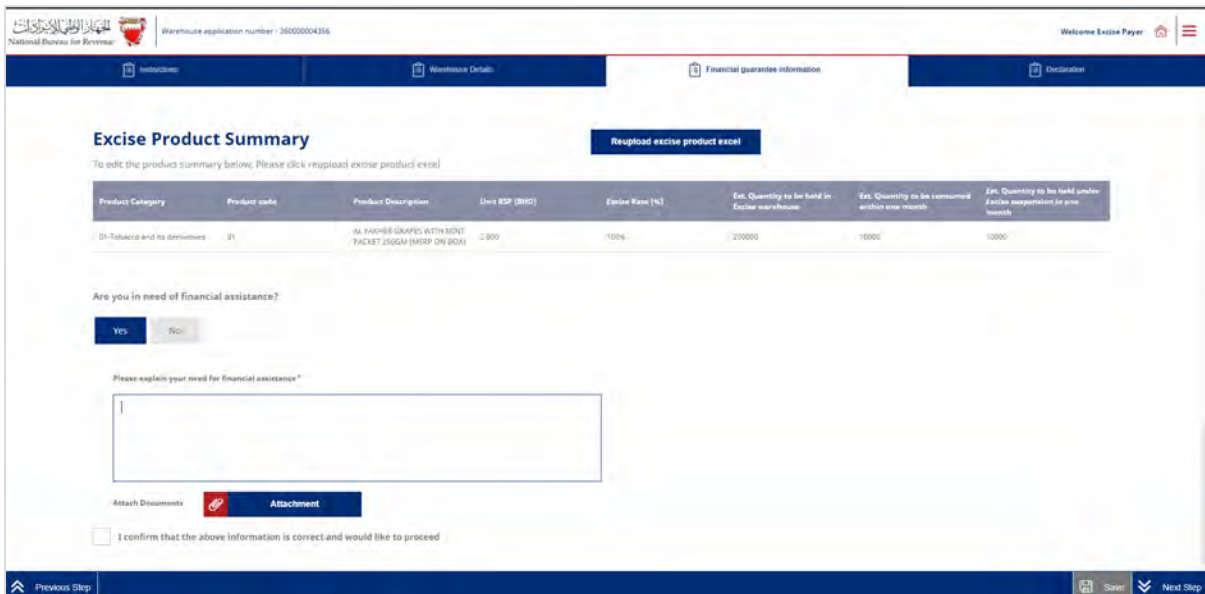 الجهاز الوطني للإيرادات
National Bureau for Revenue
Warehouse application number - 360000004356
Welcome Excise Payer
Instructions
Warehouse Details
Financial guarantee information
Declaration
Excise Product Summary
Reupload excise product excel
To edit the product summary below, Please click reupload excise product excel
Product Category
Product code
Product Description
Unit RSP (BHD)
Excise Rate (%)
Est. Quantity to be held in
Excise warehouse
Est. Quantity to be consumed
within one month
Est. Quantity to be held under
Excise suspension in one
month
01-Tobacco and its derivatives
01
AL FAKHER GRAPES WITH MINT
PACKET 250GM (MSRP ON BOX)
100%
200000
10000
10000
Are you in need of financial assistance?
Yes
No
Please explain your need for financial assistance *
Attach Documents
Attachment
I confirm that the above information is correct and would like to proceed
Previous Step
Save
Next Step